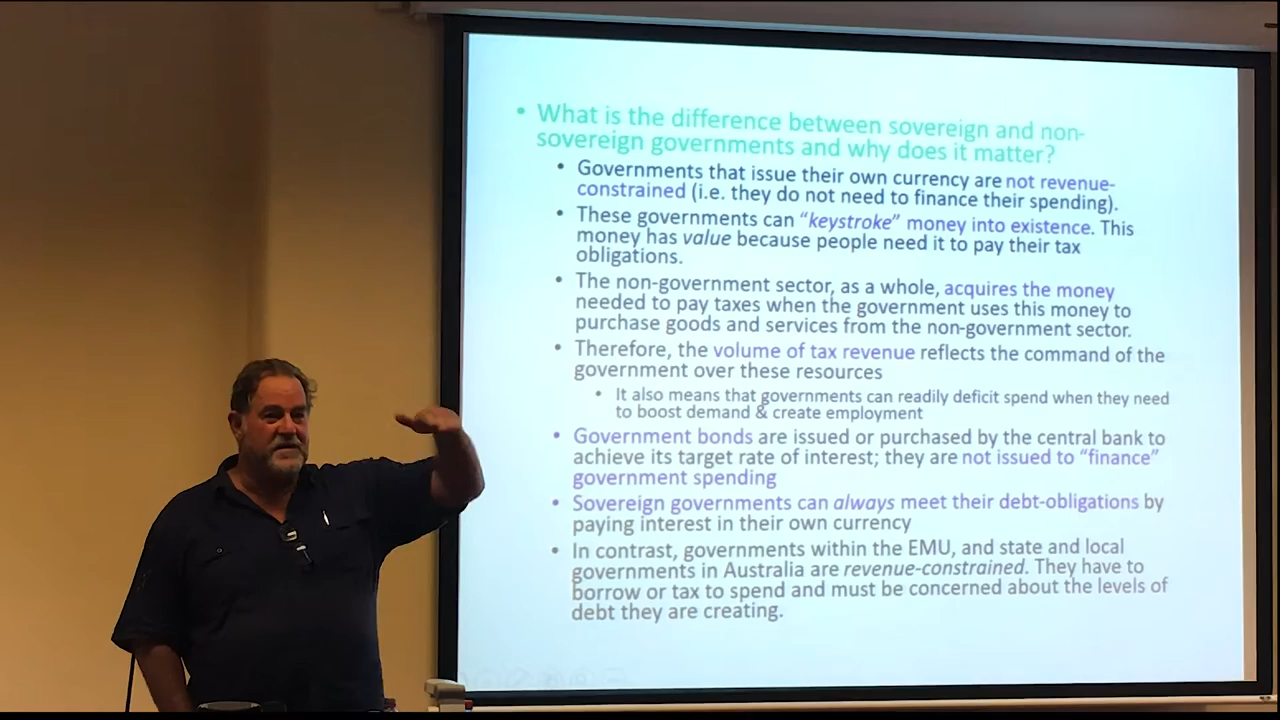 • What is the difference between sovereign and non-
sovereign governments and why does it matter?
• Governments that issue their own currency are not revenue-
constrained (i.e. they do not need to finance their spending).
• These governments can “keystroke” money into existence. This
money has value because people need it to pay their tax
obligations.
• The non-government sector, as a whole, acquires the money
needed to pay taxes when the government uses this money to
purchase goods and services from the non-government sector.
• Therefore, the volume of tax revenue reflects the command of the
government over these resources
• It also means that governments can readily deficit spend when they need
to boost demand & create employment
• Government bonds are issued or purchased by the central bank to
achieve its target rate of interest; they are not issued to “finance”
government spending
• Sovereign governments can always meet their debt-obligations by
paying interest in their own currency
• In contrast, governments within the EMU, and state and local
governments in Australia are revenue-constrained. They have to
borrow or tax to spend and must be concerned about the levels of
debt they are creating.